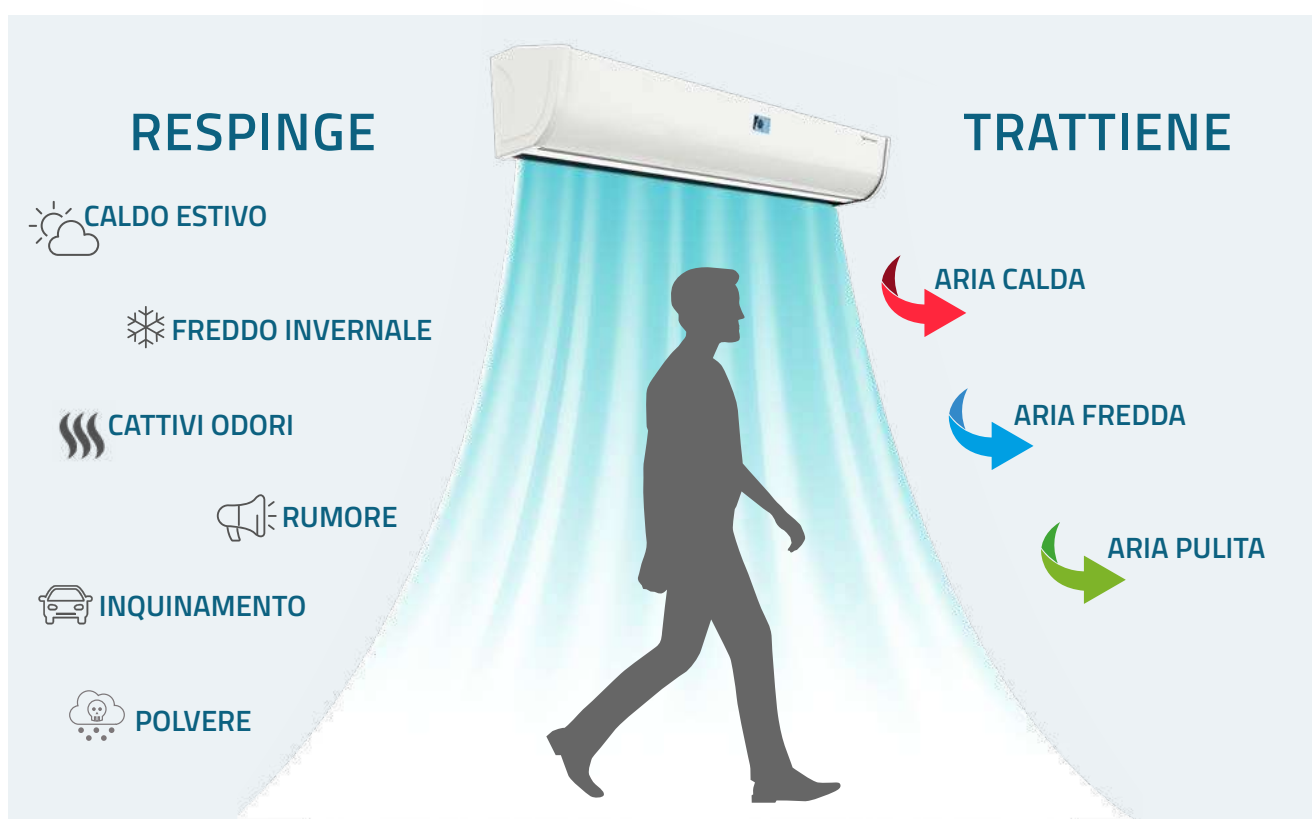 RESPINGE
CALDO ESTIVO
FREDDO INVERNALE
CATTIVI ODORI
RUMORE
INQUINAMENTO
POLVERE
TRATTIENE
ARIA CALDA
ARIA FREDDA
ARIA PULITA